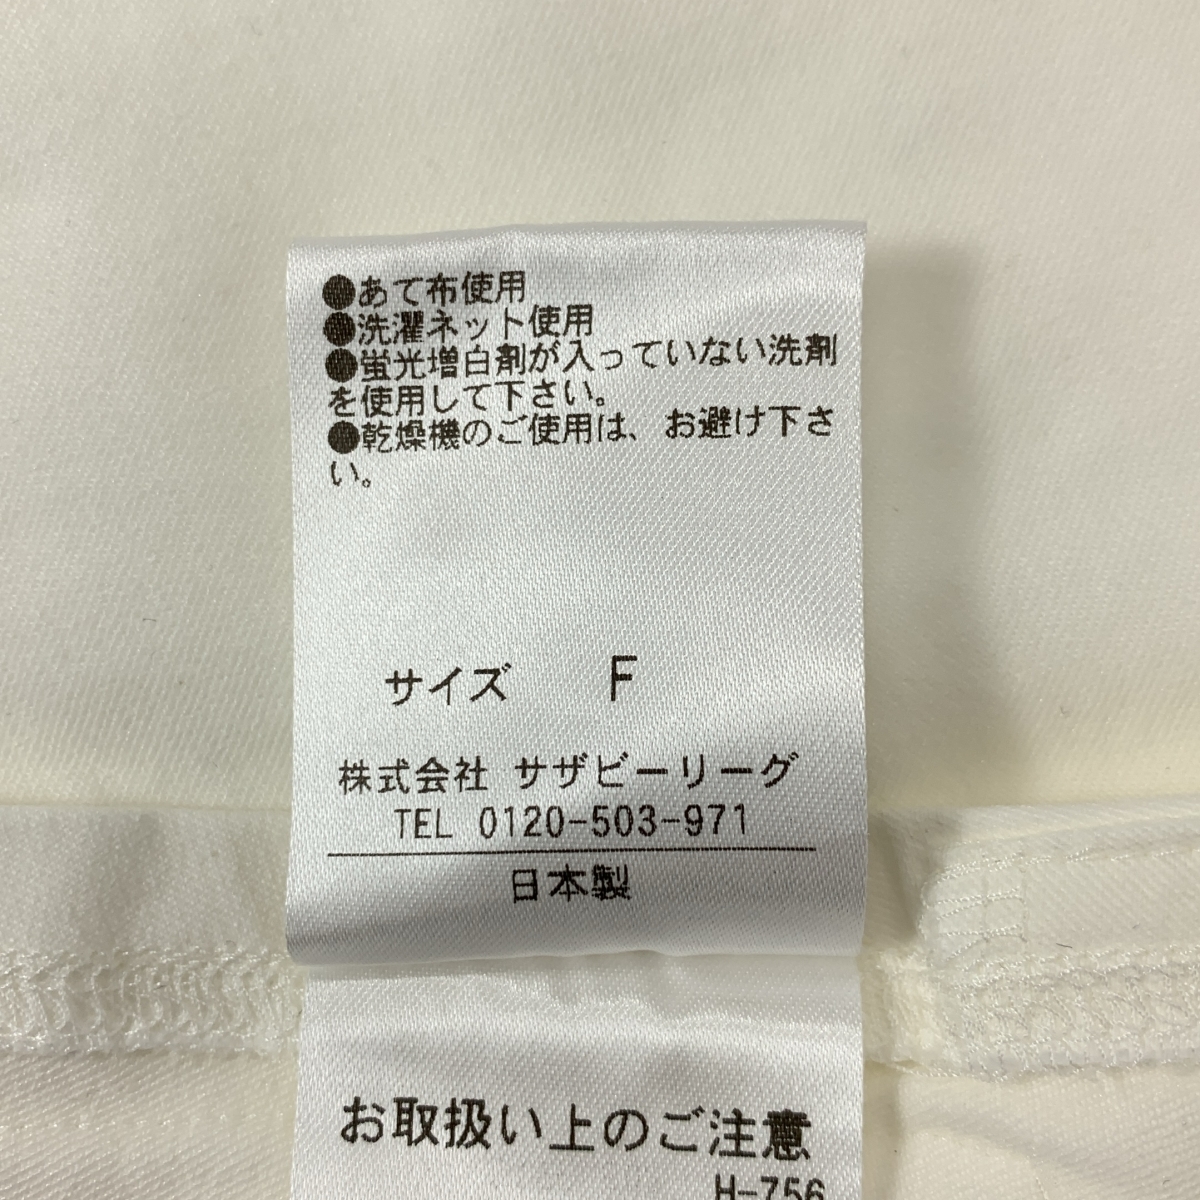 ●あて布使用
●洗濯ネット使用
●蛍光増白剤が入っていない洗剤
を使用して下さい。
●乾燥機のご使用は、お避け下さ
い。
サイズ F
株式会社 サザビーリーグ
TEL 0120-503-971
日本製
お取扱い上のご注意
H-756